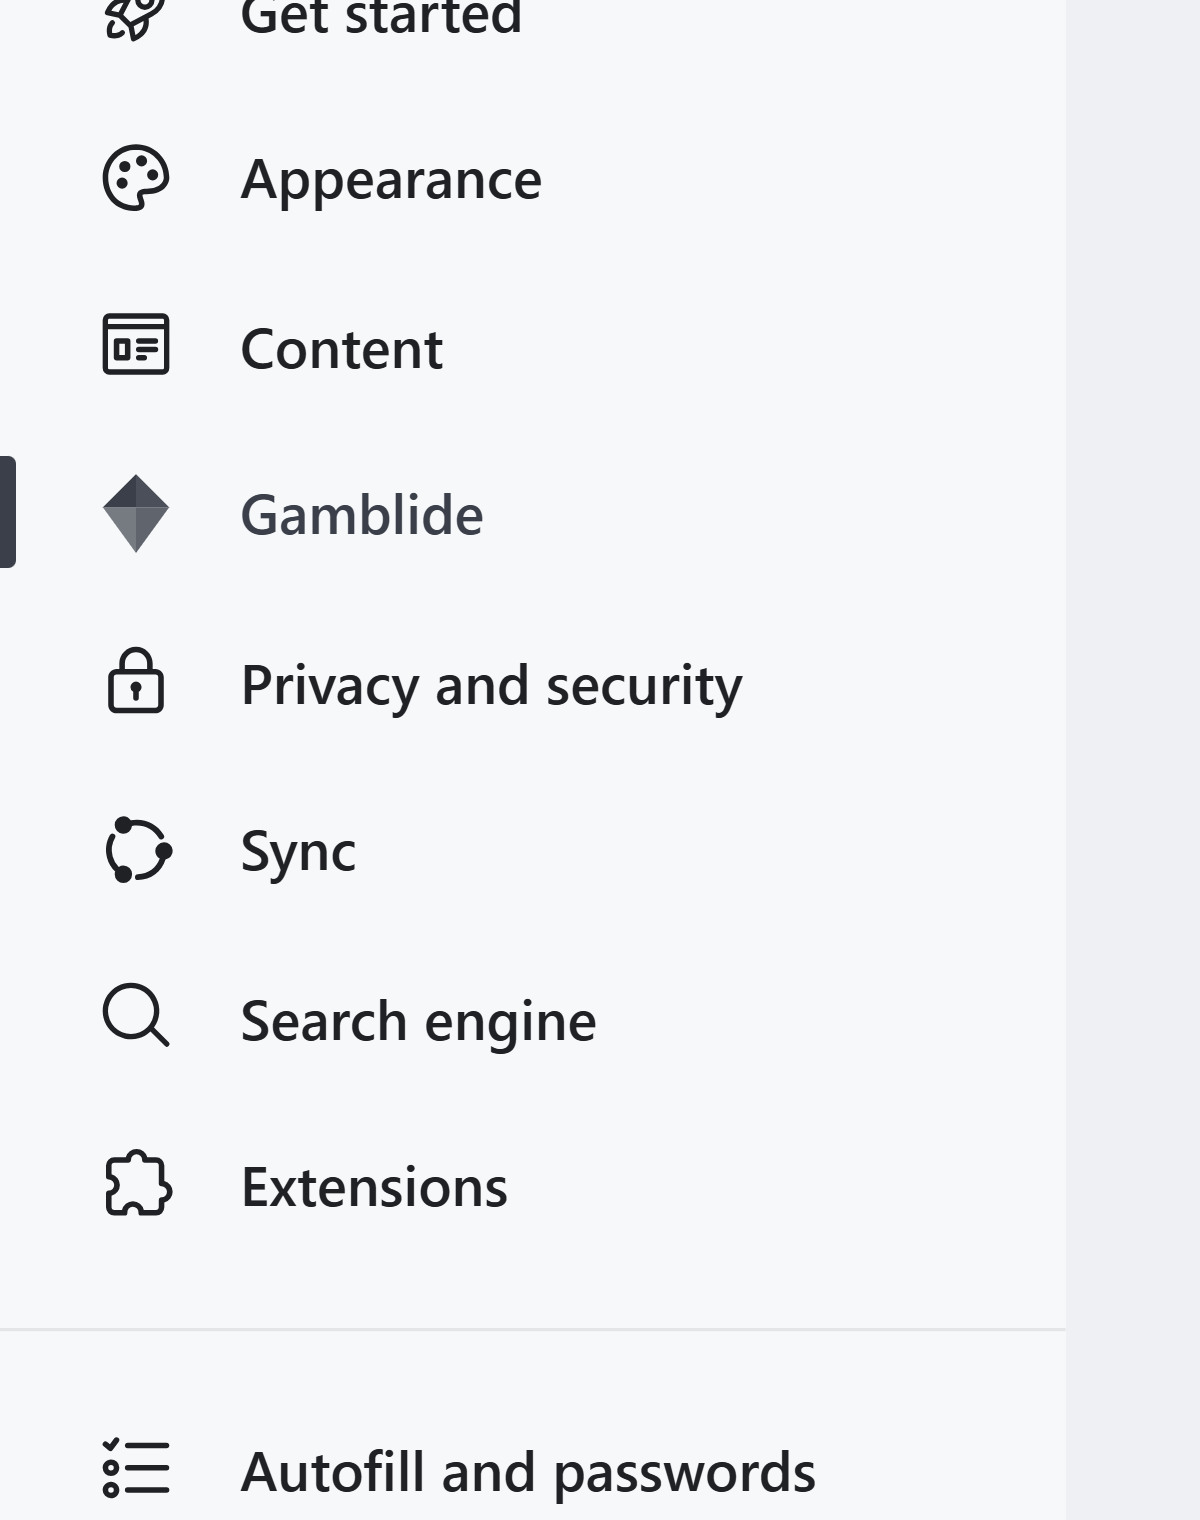 Get started
Appearance
Content
Gamblide
Privacy and security
Sync
Search engine
Extensions
Autofill and passwords